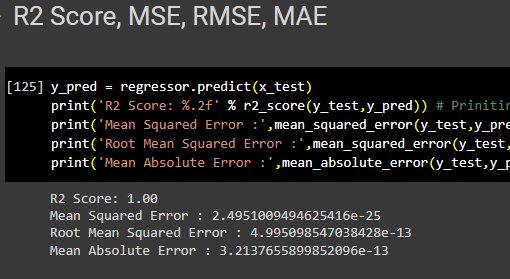 R2 Score, MSE, RMSE, MAE
[125] y_pred = regressor.predict(x_test)
print('R2 Score: %.2f' % r2_score(y_test,y_pred)) # Priniti
print('Mean Squared Error :',mean_squared_error(y_test,y_pre
print('Root Mean Squared Error :',mean_squared_error(y_test,
print('Mean Absolute Error :',mean_absolute_error(y_test,y_p
R2 Score: 1.00
Mean Squared Error : 2.4951009494625416e-25
Root Mean Squared Error : 4.995098547038428e-13
Mean Absolute Error : 3.2137655899852096e-13